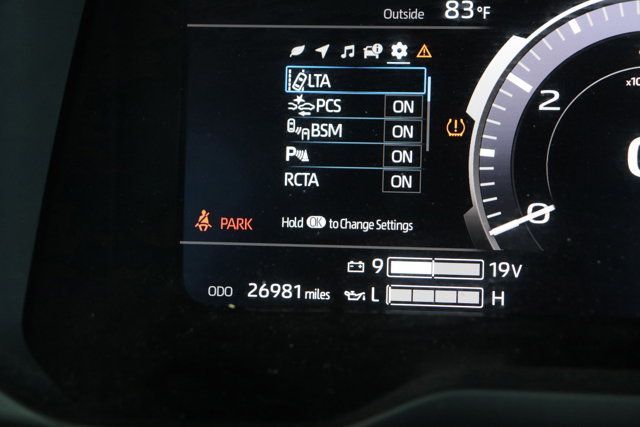 Outside 83°F
LTA
PCS ON
BSM ON
P ON
RCTA ON
Hold OK to Change Settings
PARK
2
0
x10
9 19V
ODO 26981 miles L H